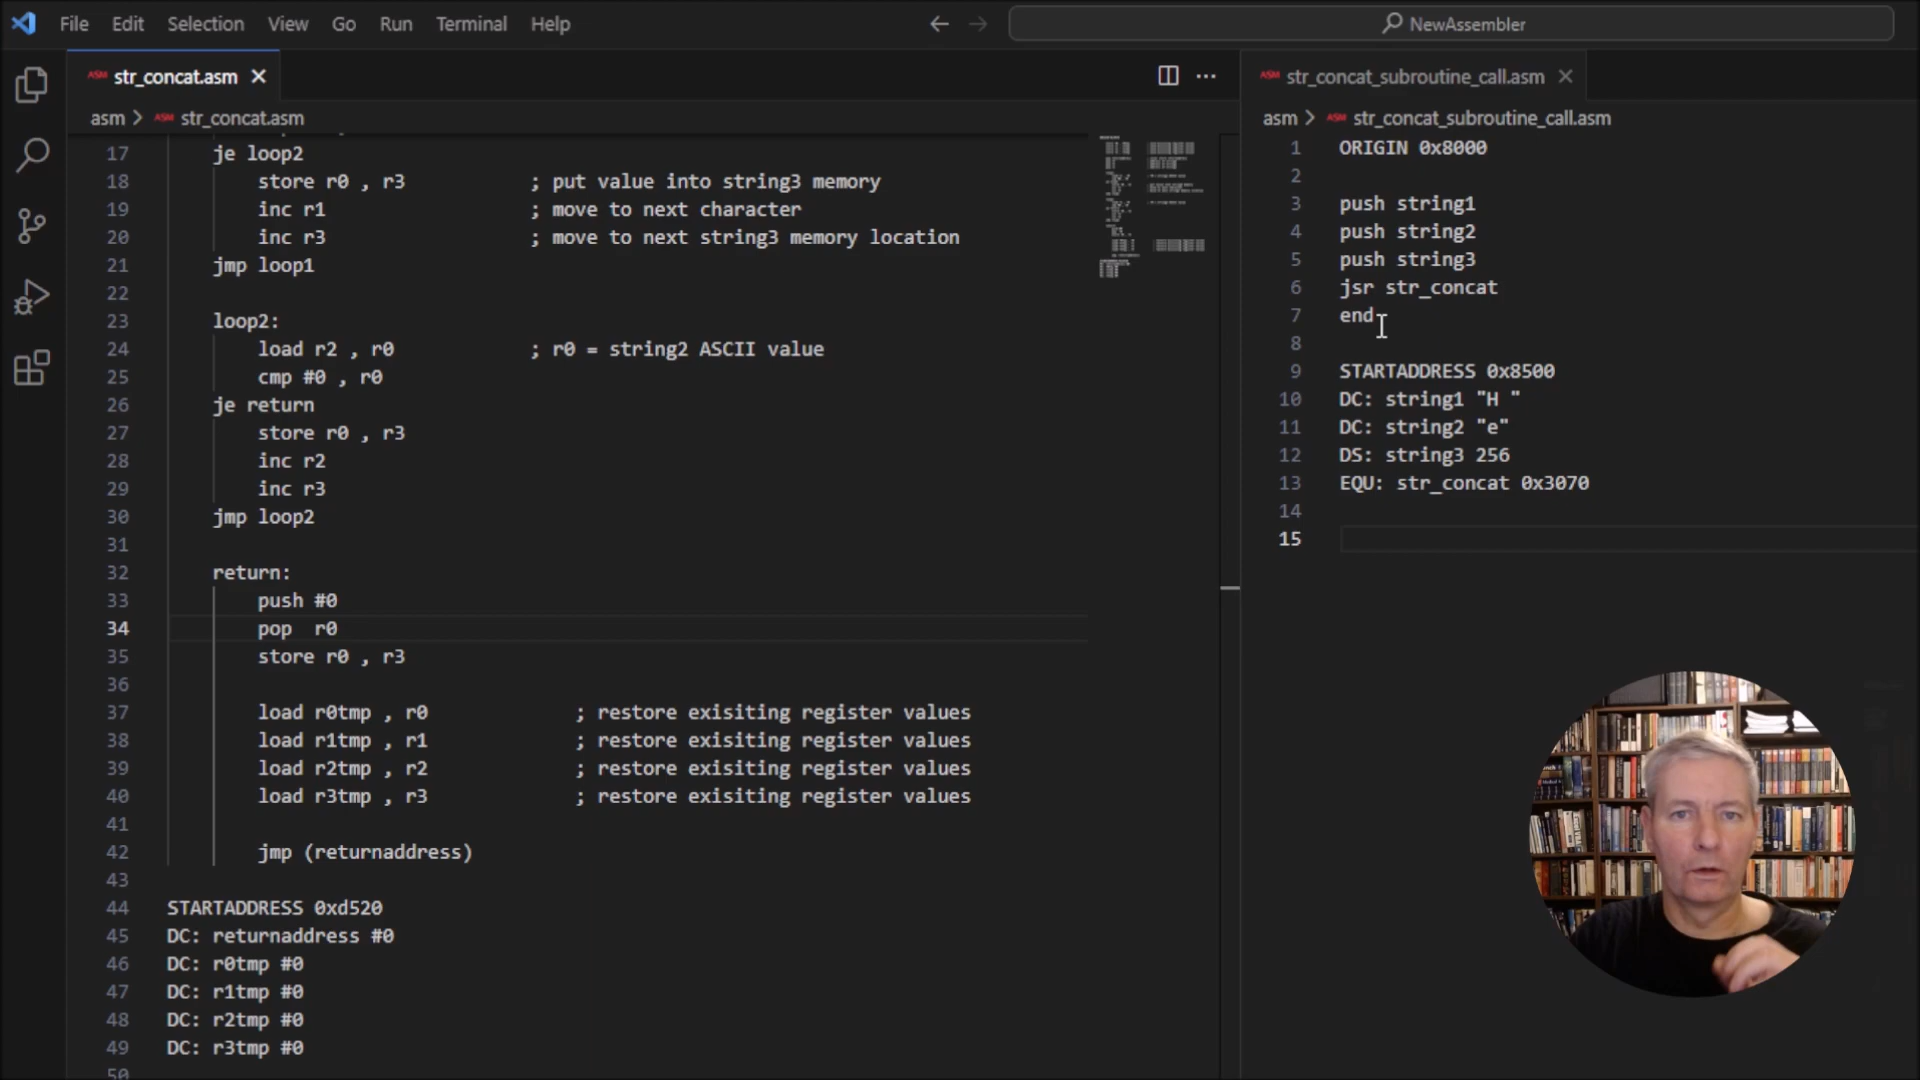 File Edit Selection View Go Run Terminal Help
NewAssembler
ASM str_concat.asm
asm > ASM str_concat.asm
17 je loop2
18 store r0 , r3 ; put value into string3 memory
19 inc r1 ; move to next character
20 inc r3 ; move to next string3 memory location
21 jmp loop1
22
23 loop2:
24 load r2 , r0 ; r0 = string2 ASCII value
25 cmp #0 , r0
26 je return
27 store r0 , r3
28 inc r2
29 inc r3
30 jmp loop2
31
32 return:
33 push #0
34 pop r0
35 store r0 , r3
36
37 load r0tmp , r0 ; restore exisiting register values
38 load r1tmp , r1 ; restore exisiting register values
39 load r2tmp , r2 ; restore exisiting register values
40 load r3tmp , r3 ; restore exisiting register values
41
42 jmp (returnaddress)
43
44 STARTADDRESS 0xd520
45 DC: returnaddress #0
46 DC: r0tmp #0
47 DC: r1tmp #0
48 DC: r2tmp #0
49 DC: r3tmp #0
50
ASM str_concat_subroutine_call.asm
asm > ASM str_concat_subroutine_call.asm
1 ORIGIN 0x8000
2
3 push string1
4 push string2
5 push string3
6 jsr str_concat
7 end
8
9 STARTADDRESS 0x8500
10 DC: string1 "H "
11 DC: string2 "e"
12 DS: string3 256
13 EQU: str_concat 0x3070
14
15